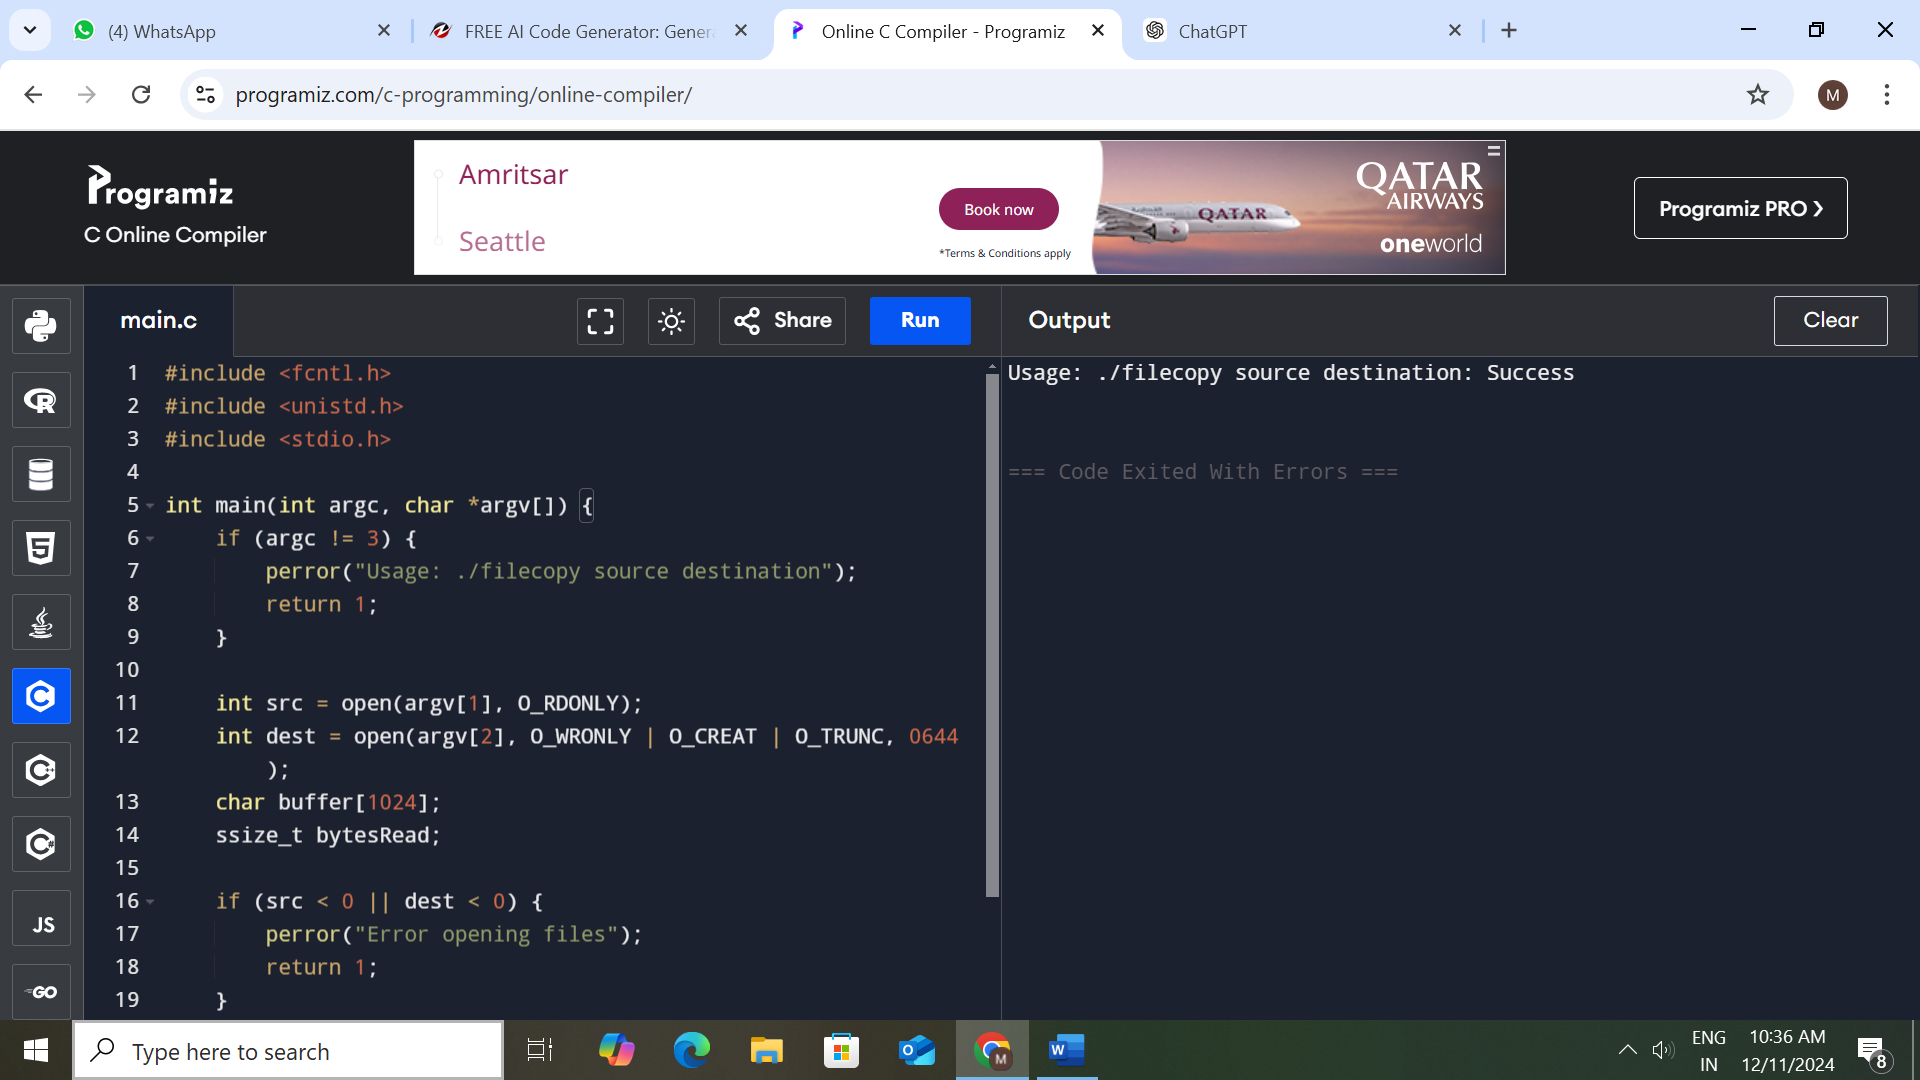 (4) WhatsApp
FREE AI Code Generator: Gener
Online C Compiler - Programiz
ChatGPT
programiz.com/c-programming/online-compiler/
M
Programiz
C Online Compiler
Amritsar
Seattle
Book now
*Terms & Conditions apply
QATAR
QATAR
AIRWAYS
oneworld
Programiz PRO ❯
main.c
Share
Run
Output
Clear
1 #include <fcntl.h>
2 #include <unistd.h>
3 #include <stdio.h>
4
5 int main(int argc, char *argv[]) {
6 if (argc != 3) {
7 perror("Usage: ./filecopy source destination");
8 return 1;
9 }
10
11 int src = open(argv[1], O_RDONLY);
12 int dest = open(argv[2], O_WRONLY | O_CREAT | O_TRUNC, 0644
);
13 char buffer[1024];
14 ssize_t bytesRead;
15
16 if (src < 0 || dest < 0) {
17 perror("Error opening files");
18 return 1;
19 }
Usage: ./filecopy source destination: Success
=== Code Exited With Errors ===
JS
GO
Type here to search
M
ENG
IN
10:36 AM
12/11/2024
8